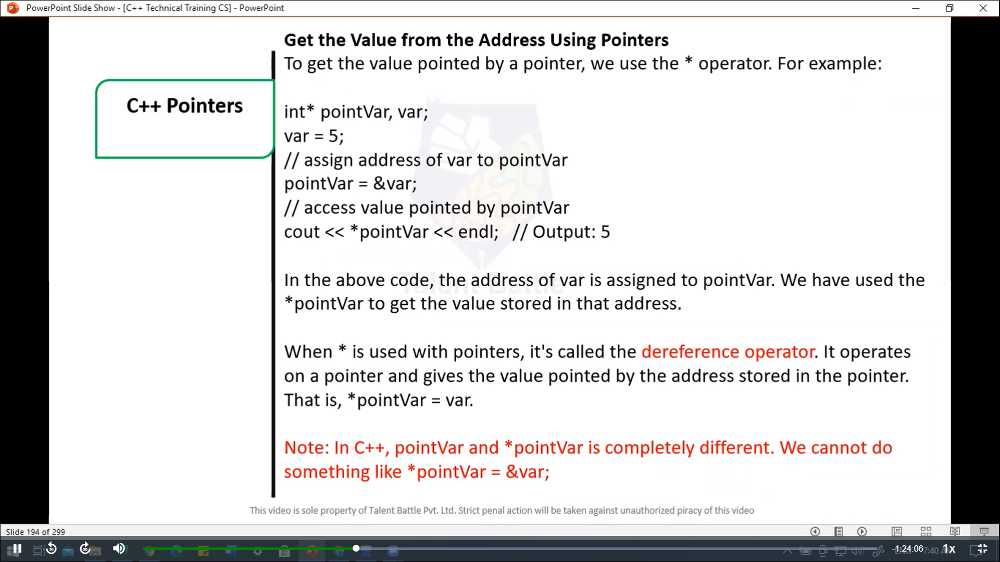 PowerPoint Slide Show - [C++ Technical Training CS] - PowerPoint
Get the Value from the Address Using Pointers
To get the value pointed by a pointer, we use the * operator. For example:
C++ Pointers
int* pointVar, var;
var = 5;
// assign address of var to pointVar
pointVar = &var;
// access value pointed by pointVar
cout << *pointVar << endl;   // Output: 5
Talent Battle
In the above code, the address of var is assigned to pointVar. We have used the
*pointVar to get the value stored in that address.
When * is used with pointers, it's called the dereference operator. It operates
on a pointer and gives the value pointed by the address stored in the pointer.
That is, *pointVar = var.
Note: In C++, pointVar and *pointVar is completely different. We cannot do
something like *pointVar = &var;
This video is sole property of Talent Battle Pvt. Ltd. Strict penal action will be taken against unauthorized piracy of this video
Slide 194 of 299
10 30 -1:24:06 7:40 AM 1x